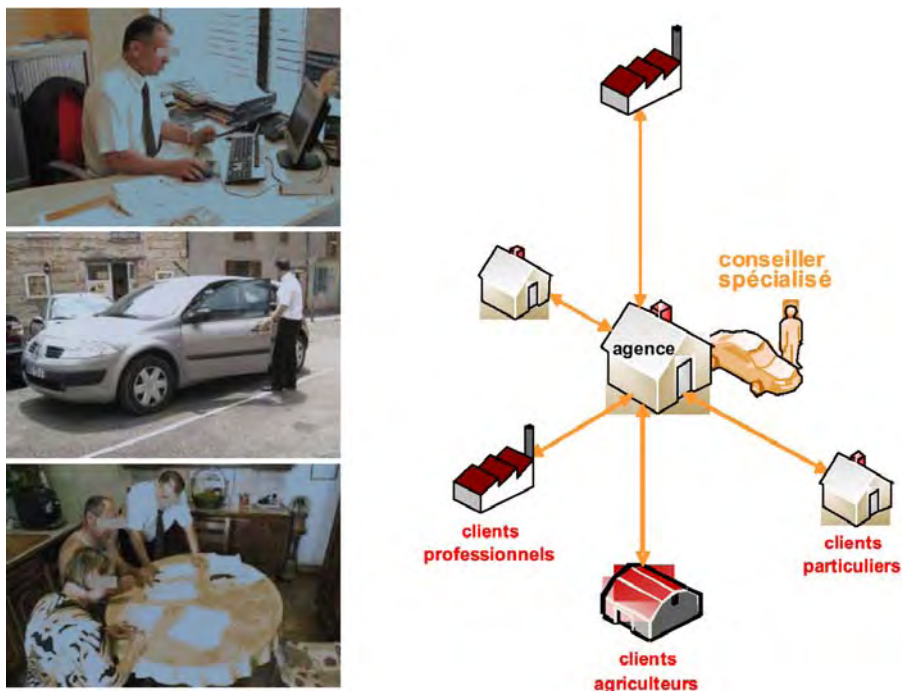 conseiller
spécialisé
agence
clients
professionnels
clients
particuliers
clients
agriculteurs